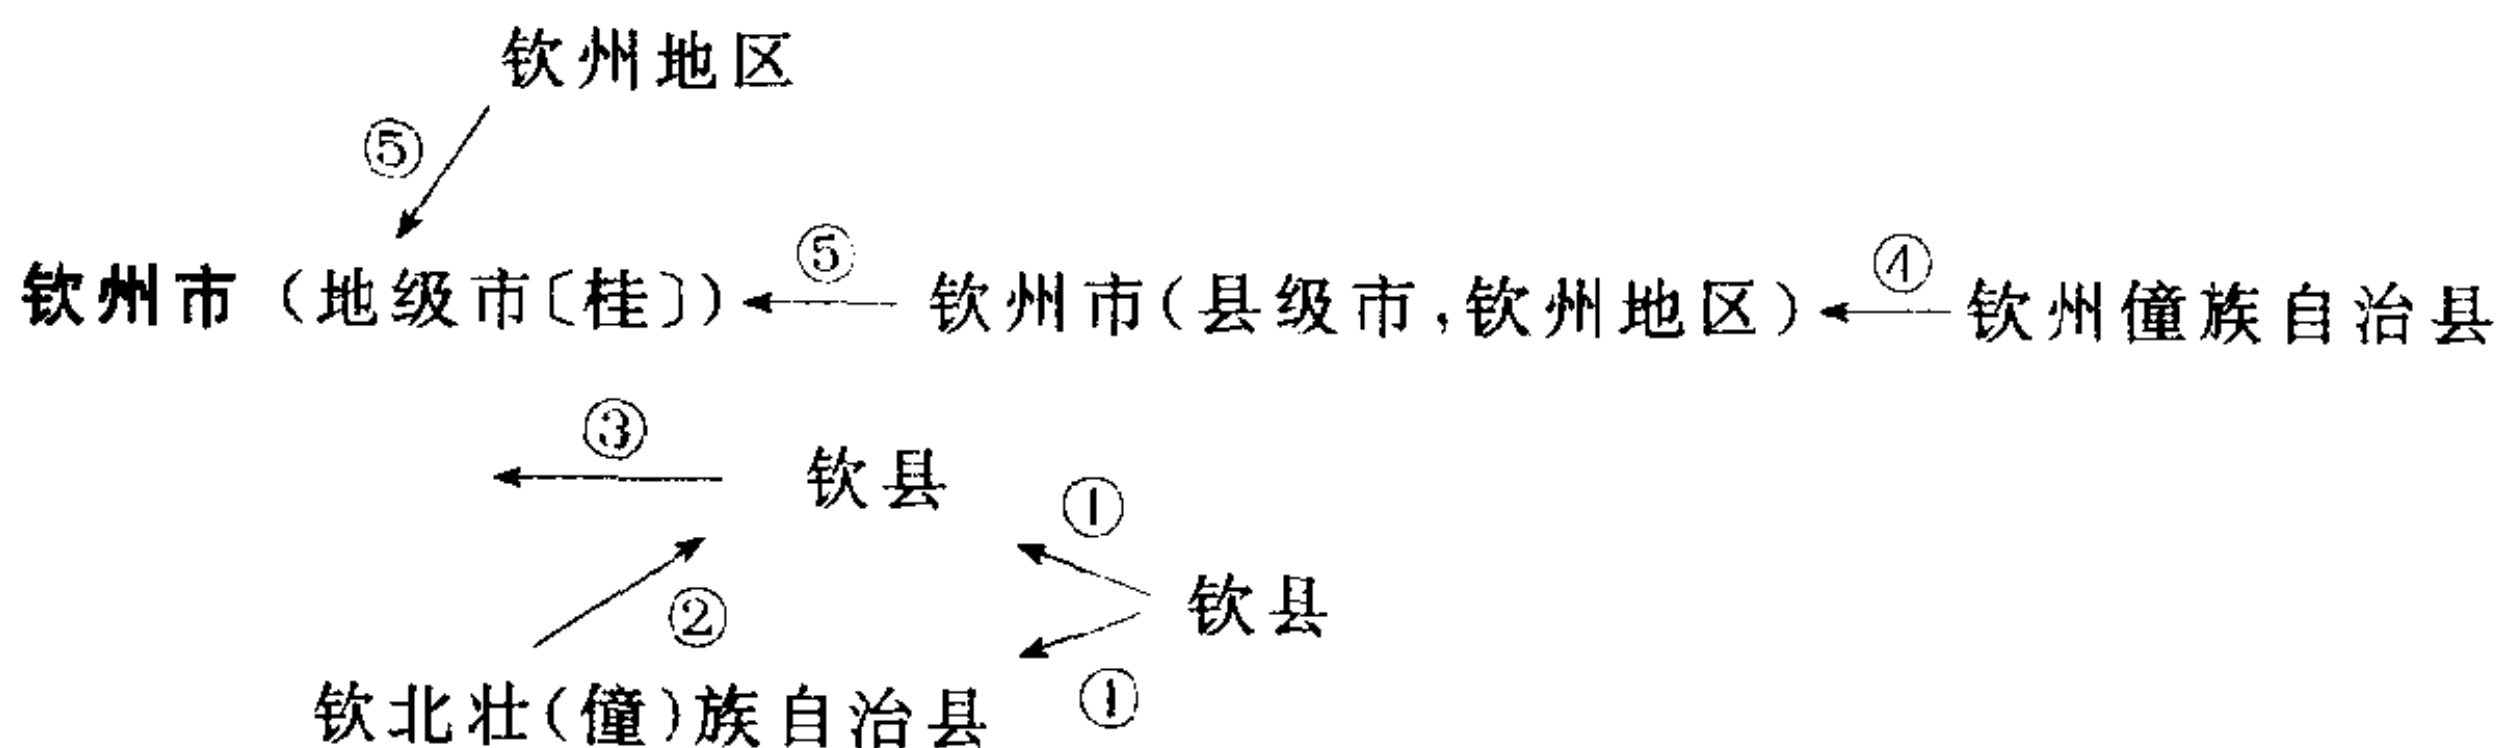 钦州地区
⑤
钦州市（地级市〔桂〕）
⑤
钦州市(县级市,钦州地区)
④
钦州僮族自治县
③
钦县
①
②
钦县
钦北壮(僮)族自治县
①